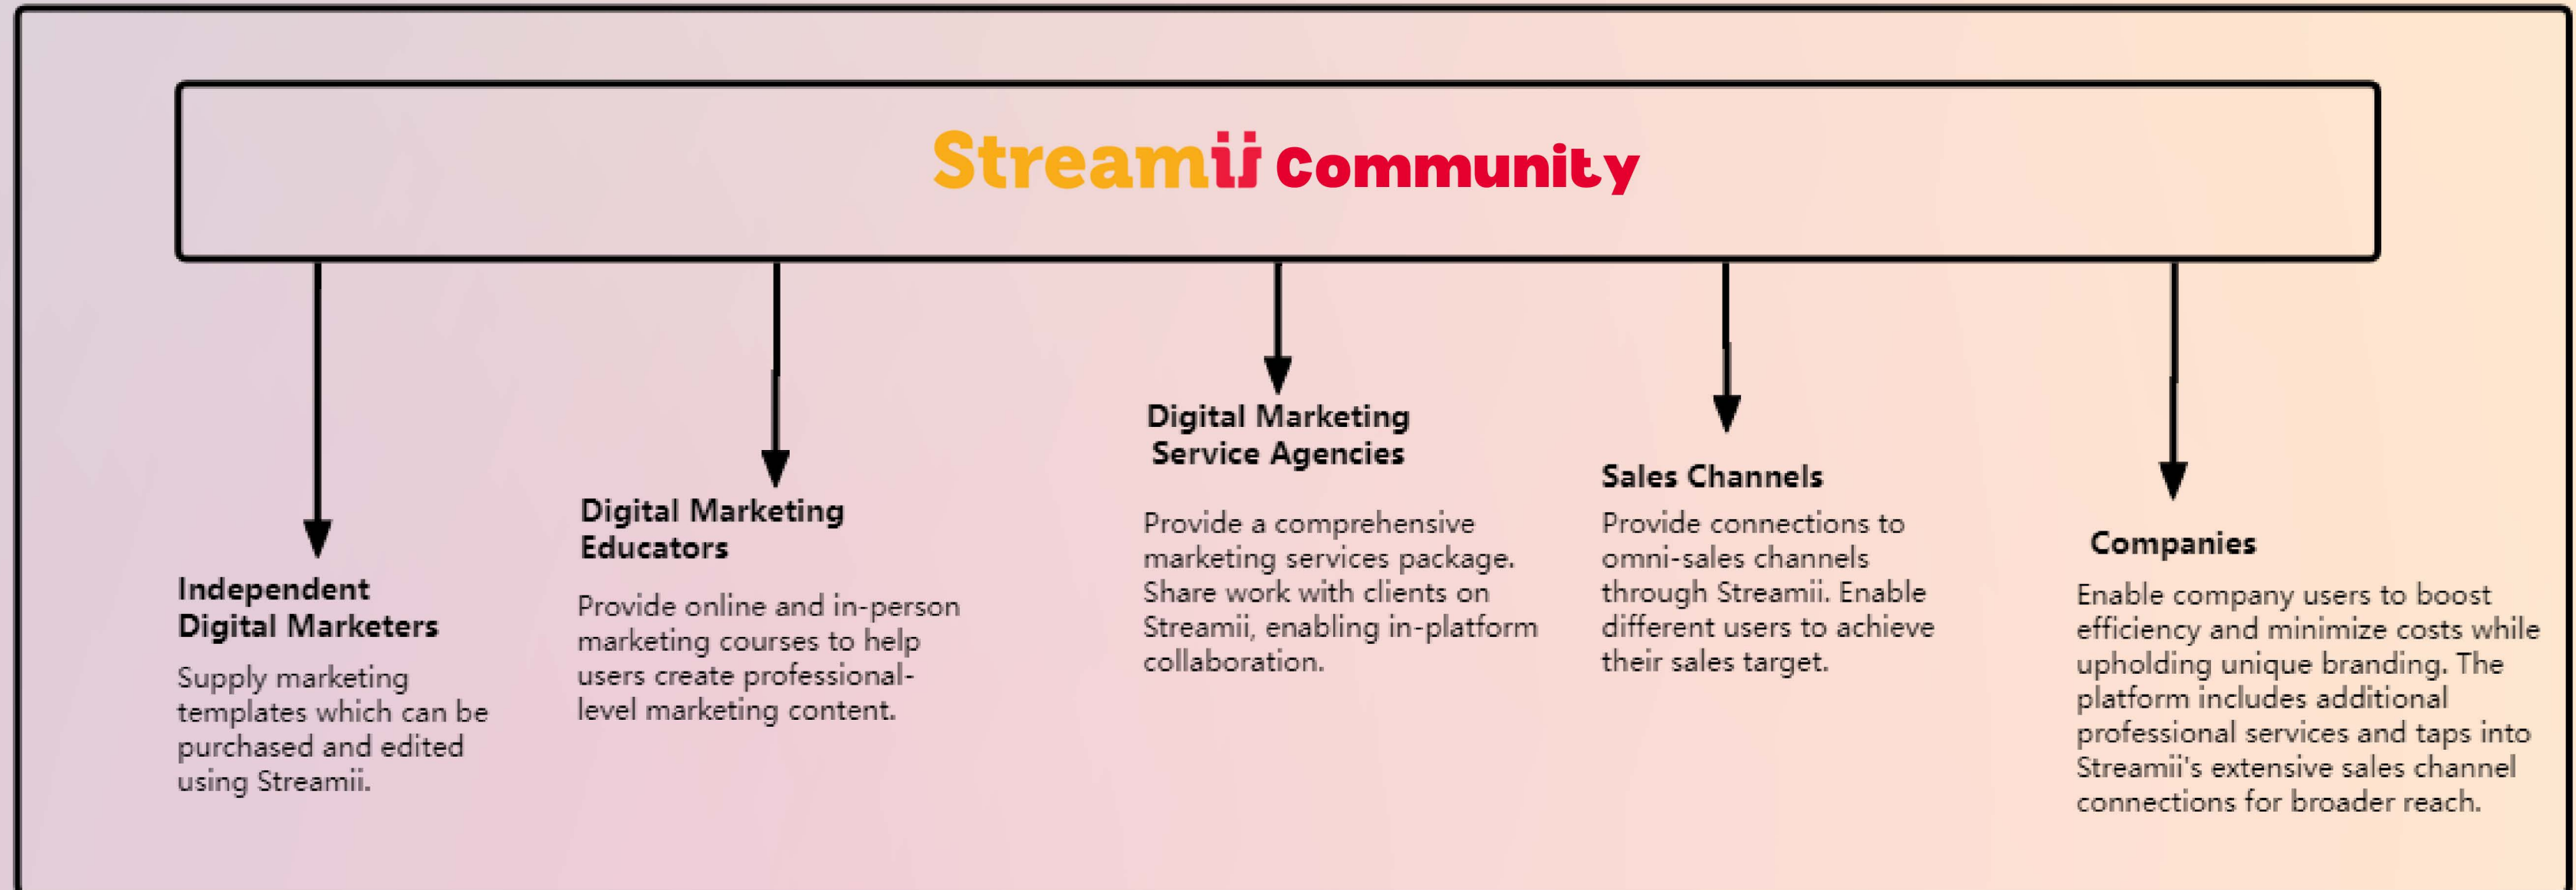 Streamii Community
Independent
Digital Marketers
Supply marketing
templates which can be
purchased and edited
using Streamii.
Digital Marketing
Educators
Provide online and in-person
marketing courses to help
users create professional-
level marketing content.
Digital Marketing
Service Agencies
Provide a comprehensive
marketing services package.
Share work with clients on
Streamii, enabling in-platform
collaboration.
Sales Channels
Provide connections to
omni-sales channels
through Streamii. Enable
different users to achieve
their sales target.
Companies
Enable company users to boost
efficiency and minimize costs while
upholding unique branding. The
platform includes additional
professional services and taps into
Streamii's extensive sales channel
connections for broader reach.